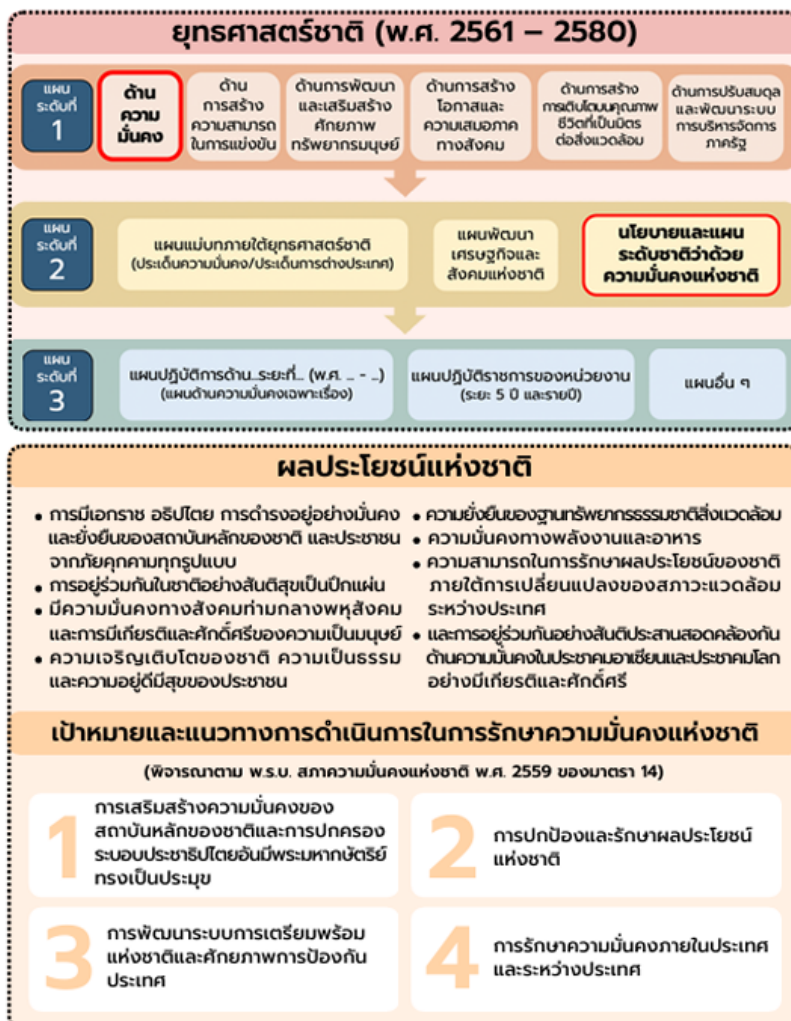 ยุทธศาสตร์ชาติ (พ.ศ. 2561 – 2580)
แผน
ระดับที่
1
ด้าน
ความ
มั่นคง
ด้าน
การสร้าง
ความสามารถ
ในการแข่งขัน
ด้านการพัฒนา
และเสริมสร้าง
ศักยภาพ
ทรัพยากรมนุษย์
ด้านการสร้าง
โอกาสและ
ความเสมอภาค
ทางสังคม
ด้านการสร้าง
การเติบโตบนคุณภาพ
ชีวิตที่เป็นมิตร
ต่อสิ่งแวดล้อม
ด้านการปรับสมดุล
และพัฒนาระบบ
การบริหารจัดการ
ภาครัฐ
แผน
ระดับที่
2
แผนแม่บทภายใต้ยุทธศาสตร์ชาติ
(ประเด็นความมั่นคง/ประเด็นการต่างประเทศ)
แผนพัฒนา
เศรษฐกิจและ
สังคมแห่งชาติ
นโยบายและแผน
ระดับชาติว่าด้วย
ความมั่นคงแห่งชาติ
แผน
ระดับที่
3
แผนปฏิบัติการด้าน...ระยะที่... (พ.ศ. ... - ...)
(แผนด้านความมั่นคงเฉพาะเรื่อง)
แผนปฏิบัติราชการของหน่วยงาน
(ระยะ 5 ปี และรายปี)
แผนอื่น ๆ
ผลประโยชน์แห่งชาติ
• การมีเอกราช อธิปไตย การดำรงอยู่อย่างมั่นคง
และยั่งยืนของสถาบันหลักของชาติ และประชาชน
จากภัยคุกคามทุกรูปแบบ
• การอยู่ร่วมกันในชาติอย่างสันติสุขเป็นปึกแผ่น
• มีความมั่นคงทางสังคมท่ามกลางพหุสังคม
และการมีเกียรติและศักดิ์ศรีของความเป็นมนุษย์
• ความเจริญเติบโตของชาติ ความเป็นธรรม
และความอยู่ดีมีสุขของประชาชน
• ความยั่งยืนของฐานทรัพยากรธรรมชาติสิ่งแวดล้อม
• ความมั่นคงทางพลังงานและอาหาร
• ความสามารถในการรักษาผลประโยชน์ของชาติ
ภายใต้การเปลี่ยนแปลงของสภาวะแวดล้อม
ระหว่างประเทศ
• และการอยู่ร่วมกันอย่างสันติประสานสอดคล้องกัน
ด้านความมั่นคงในประชาคมอาเซียนและประชาคมโลก
อย่างมีเกียรติและศักดิ์ศรี
เป้าหมายและแนวทางการดำเนินการในการรักษาความมั่นคงแห่งชาติ
(พิจารณาตาม พ.ร.บ. สภาความมั่นคงแห่งชาติ พ.ศ. 2559 ของมาตรา 14)
1
การเสริมสร้างความมั่นคงของ
สถาบันหลักของชาติและการปกครอง
ระบอบประชาธิปไตยอันมีพระมหากษัตริย์
ทรงเป็นประมุข
2
การปกป้องและรักษาผลประโยชน์
แห่งชาติ
3
การพัฒนาระบบการเตรียมพร้อม
แห่งชาติและศักยภาพการป้องกัน
ประเทศ
4
การรักษาความมั่นคงภายในประเทศ
และระหว่างประเทศ